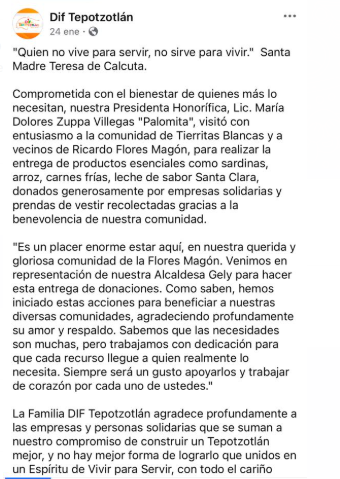 Dif Tepotzotlán
24 ene ·
"Quien no vive para servir, no sirve para vivir." Santa
Madre Teresa de Calcuta.
Comprometida con el bienestar de quienes más lo
necesitan, nuestra Presidenta Honorífica, Lic. María
Dolores Zuppa Villegas "Palomita", visitó con
entusiasmo a la comunidad de Tierritas Blancas y a
vecinos de Ricardo Flores Magón, para realizar la
entrega de productos esenciales como sardinas,
arroz, carnes frías, leche de sabor Santa Clara,
donados generosamente por empresas solidarias y
prendas de vestir recolectadas gracias a la
benevolencia de nuestra comunidad.
"Es un placer enorme estar aquí, en nuestra querida y
gloriosa comunidad de la Flores Magón. Venimos en
representación de nuestra Alcaldesa Gely para hacer
esta entrega de donaciones. Como saben, hemos
iniciado estas acciones para beneficiar a nuestras
diversas comunidades, agradeciendo profundamente
su amor y respaldo. Sabemos que las necesidades
son muchas, pero trabajamos con dedicación para
que cada recurso llegue a quien realmente lo
necesita. Siempre será un gusto apoyarlos y trabajar
de corazón por cada uno de ustedes."
La Familia DIF Tepotzotlán agradece profundamente a
las empresas y personas solidarias que se suman a
nuestro compromiso de construir un Tepotzotlán
mejor, y no hay mejor forma de lograrlo que unidos en
un Espíritu de Vivir para Servir, con todo el cariño